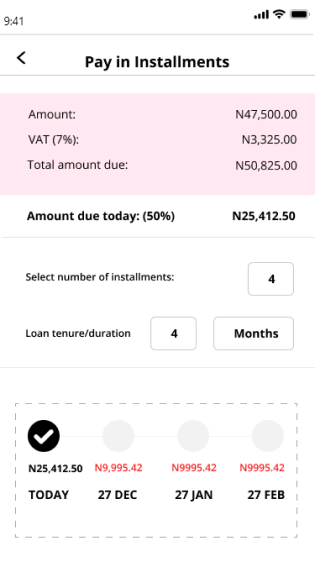 9:41
Pay in Installments
Amount: N47,500.00
VAT (7%): N3,325.00
Total amount due: N50,825.00
Amount due today: (50%) N25,412.50
Select number of installments: 4
Loan tenure/duration 4 Months
N25,412.50 N9,995.42 N9995.42 N9995.42
TODAY 27 DEC 27 JAN 27 FEB